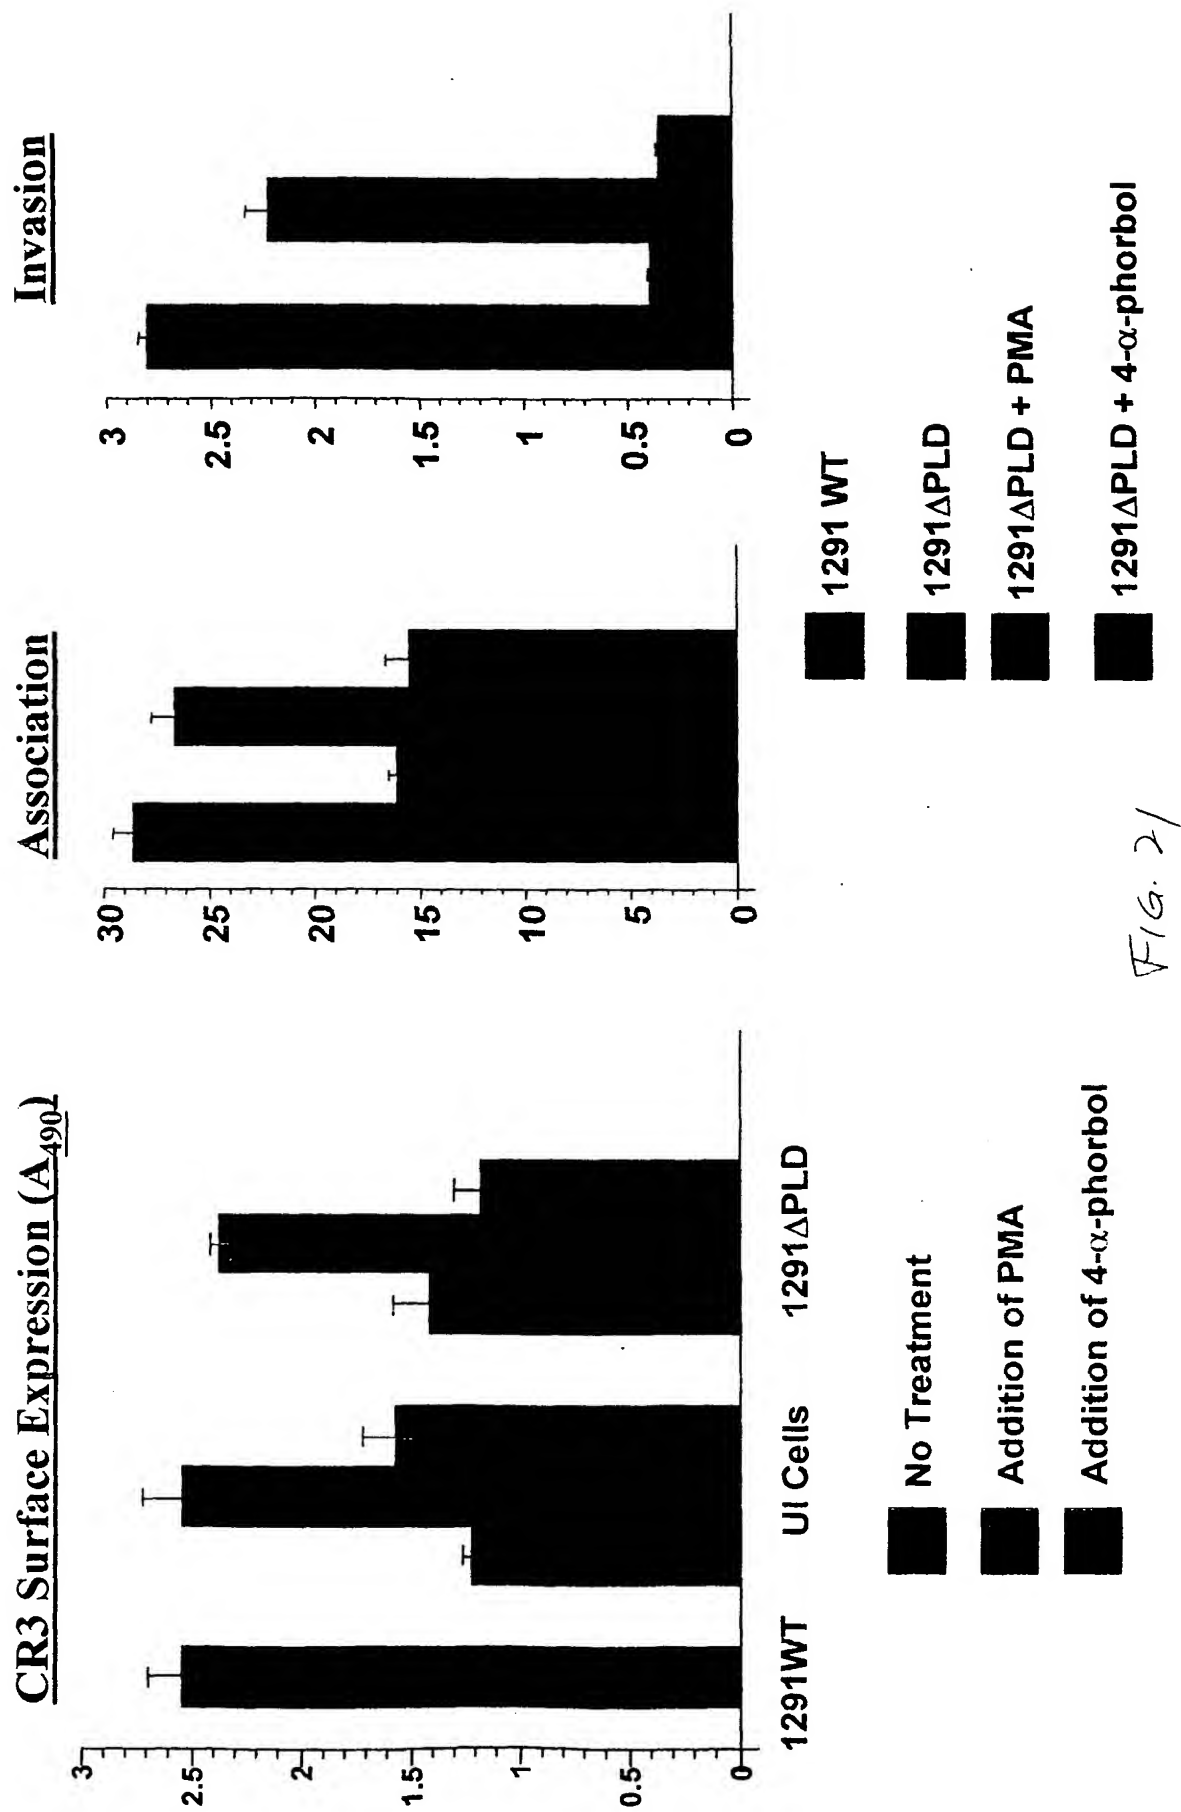 CR3 Surface Expression (A490)
3
2.5
2
1.5
1
0.5
0
1291WT
UI Cells
1291ΔPLD
No Treatment
Addition of PMA
Addition of 4-α-phorbol
Association
30
25
20
15
10
5
0
Invasion
3
2.5
2
1.5
1
0.5
0
1291 WT
1291ΔPLD
1291ΔPLD + PMA
1291ΔPLD + 4-α-phorbol
FIG. 21